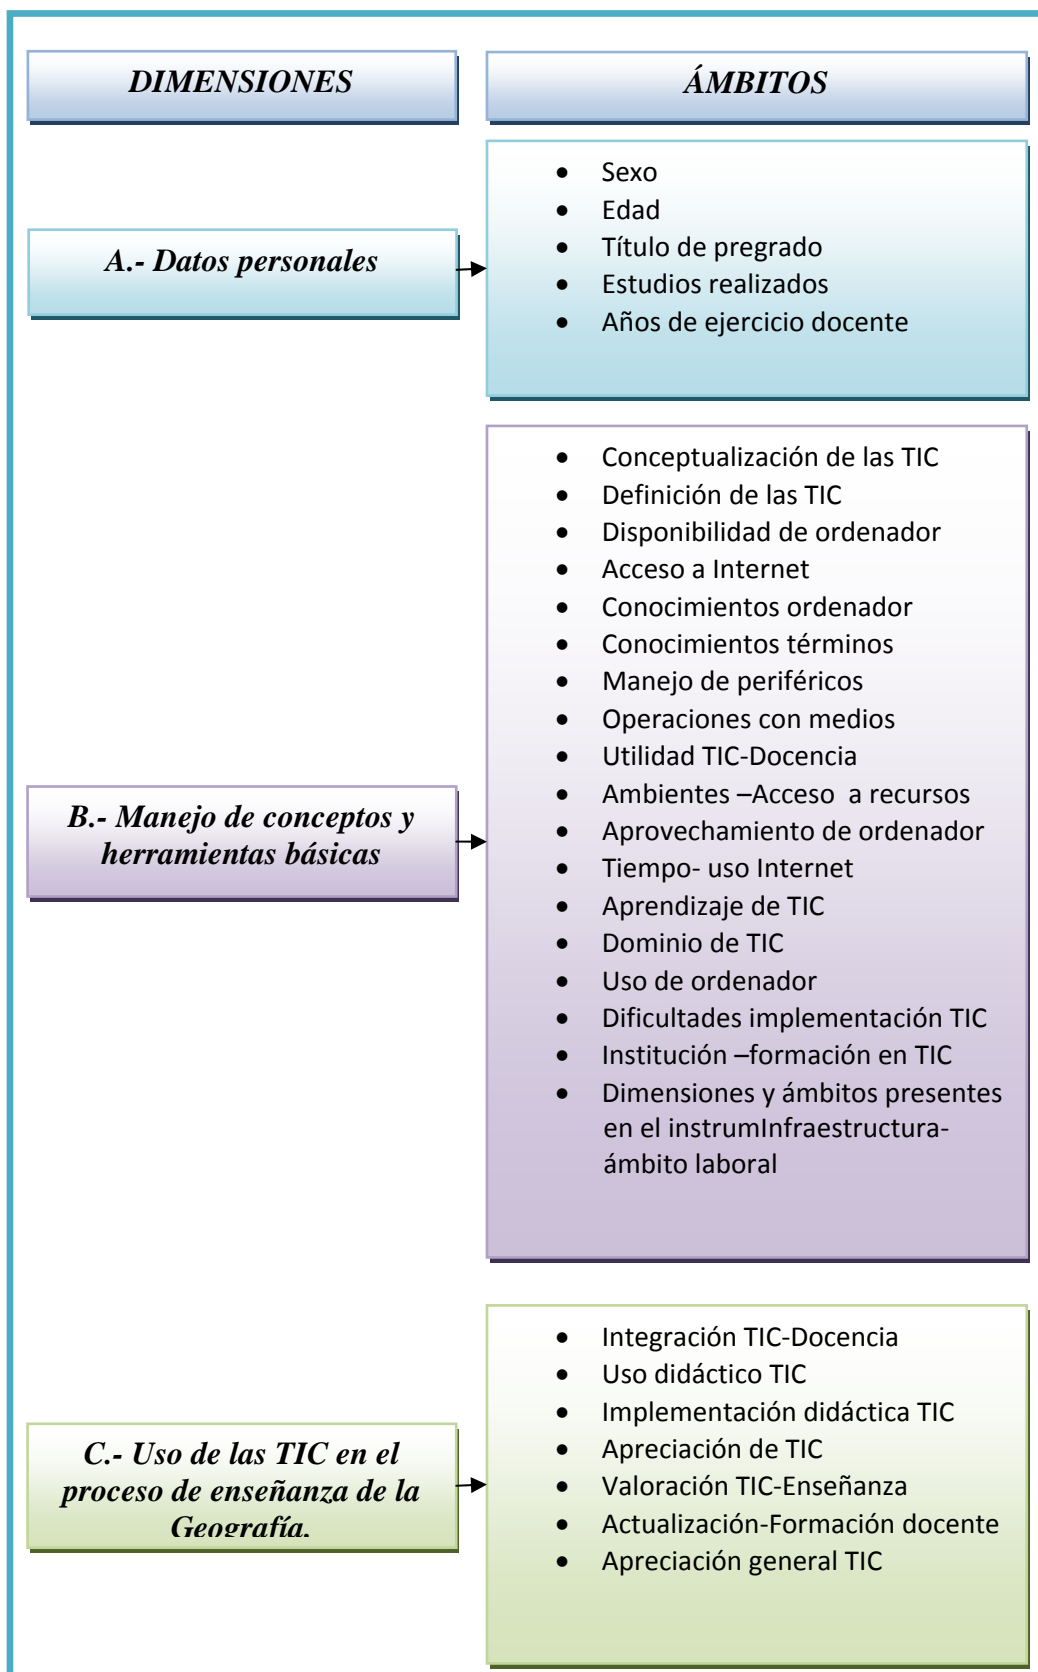 DIMENSIONES
ÁMBITOS
A.- Datos personales
• Sexo
• Edad
• Título de pregrado
• Estudios realizados
• Años de ejercicio docente
B.- Manejo de conceptos y
herramientas básicas
• Conceptualización de las TIC
• Definición de las TIC
• Disponibilidad de ordenador
• Acceso a Internet
• Conocimientos ordenador
• Conocimientos términos
• Manejo de periféricos
• Operaciones con medios
• Utilidad TIC-Docencia
• Ambientes –Acceso a recursos
• Aprovechamiento de ordenador
• Tiempo- uso Internet
• Aprendizaje de TIC
• Dominio de TIC
• Uso de ordenador
• Dificultades implementación TIC
• Institución –formación en TIC
• Dimensiones y ámbitos presentes
en el instrumInfraestructura-
ámbito laboral
C.- Uso de las TIC en el
proceso de enseñanza de la
Geografía.
• Integración TIC-Docencia
• Uso didáctico TIC
• Implementación didáctica TIC
• Apreciación de TIC
• Valoración TIC-Enseñanza
• Actualización-Formación docente
• Apreciación general TIC